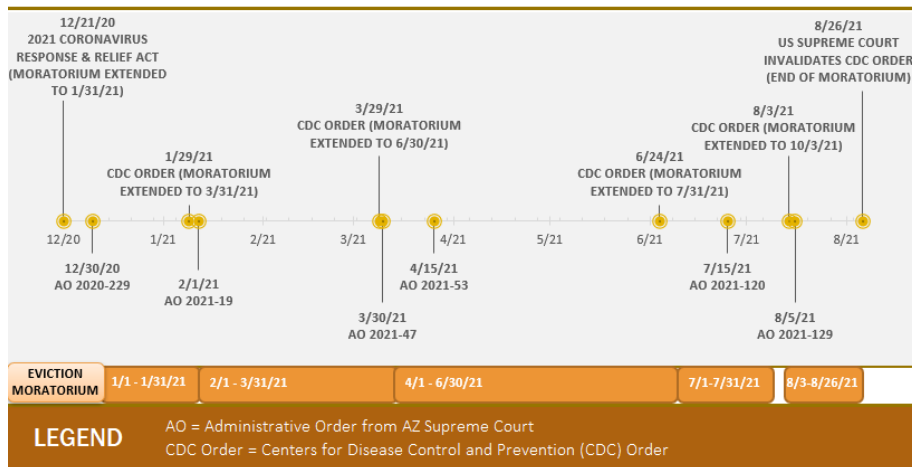 12/21/20
2021 CORONAVIRUS
RESPONSE & RELIEF ACT
(MORATORIUM EXTENDED
TO 1/31/21)
8/26/21
US SUPREME COURT
INVALIDATES CDC ORDER
(END OF MORATORIUM)
3/29/21
CDC ORDER (MORATORIUM
EXTENDED TO 6/30/21)
8/3/21
CDC ORDER (MORATORIUM
EXTENDED TO 10/3/21)
1/29/21
CDC ORDER (MORATORIUM
EXTENDED TO 3/31/21)
6/24/21
CDC ORDER (MORATORIUM
EXTENDED TO 7/31/21)
12/20 1/21 2/21 3/21 4/21 5/21 6/21 7/21 8/21
12/30/20
AO 2020-229
2/1/21
AO 2021-19
3/30/21
AO 2021-47
4/15/21
AO 2021-53
7/15/21
AO 2021-120
8/5/21
AO 2021-129
EVICTION
MORATORIUM
1/1 - 1/31/21
2/1 - 3/31/21
4/1 - 6/30/21
7/1-7/31/21
8/3-8/26/21
LEGEND
AO = Administrative Order from AZ Supreme Court
CDC Order = Centers for Disease Control and Prevention (CDC) Order